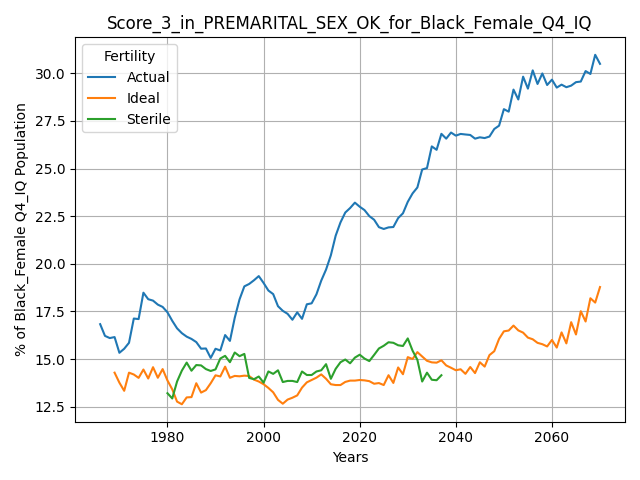 Score_3_in_PREMARITAL_SEX_OK_for_Black_Female_Q4_IQ
Fertility
Actual
Ideal
Sterile
% of Black_Female Q4_IQ Population
30.0
27.5
25.0
22.5
20.0
17.5
15.0
12.5
1980
2000
2020
2040
2060
Years